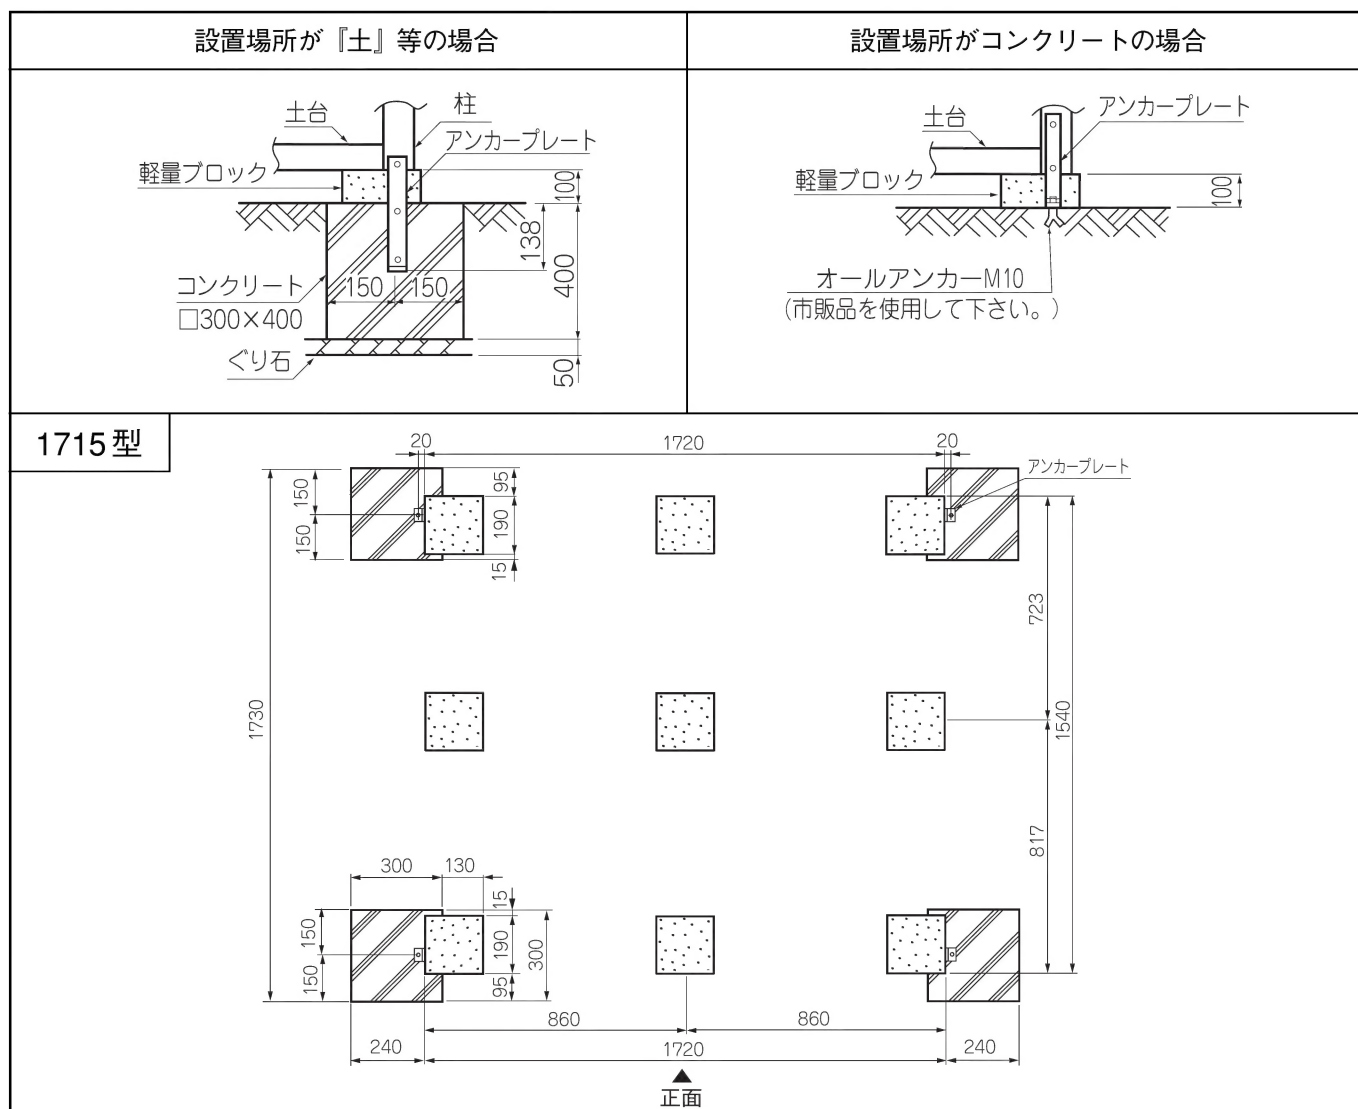 設置場所が『土』等の場合
設置場所がコンクリートの場合
土台
柱
アンカープレート
軽量ブロック
100
138
400
コンクリート
□300×400
150
150
ぐり石
50
土台
アンカープレート
軽量ブロック
100
オールアンカーM10
(市販品を使用して下さい。)
1715型
20
1720
20
アンカープレート
150
150
95
190
15
723
1540
1730
817
300
130
15
150
150
190
300
95
860
860
240
1720
240
正面